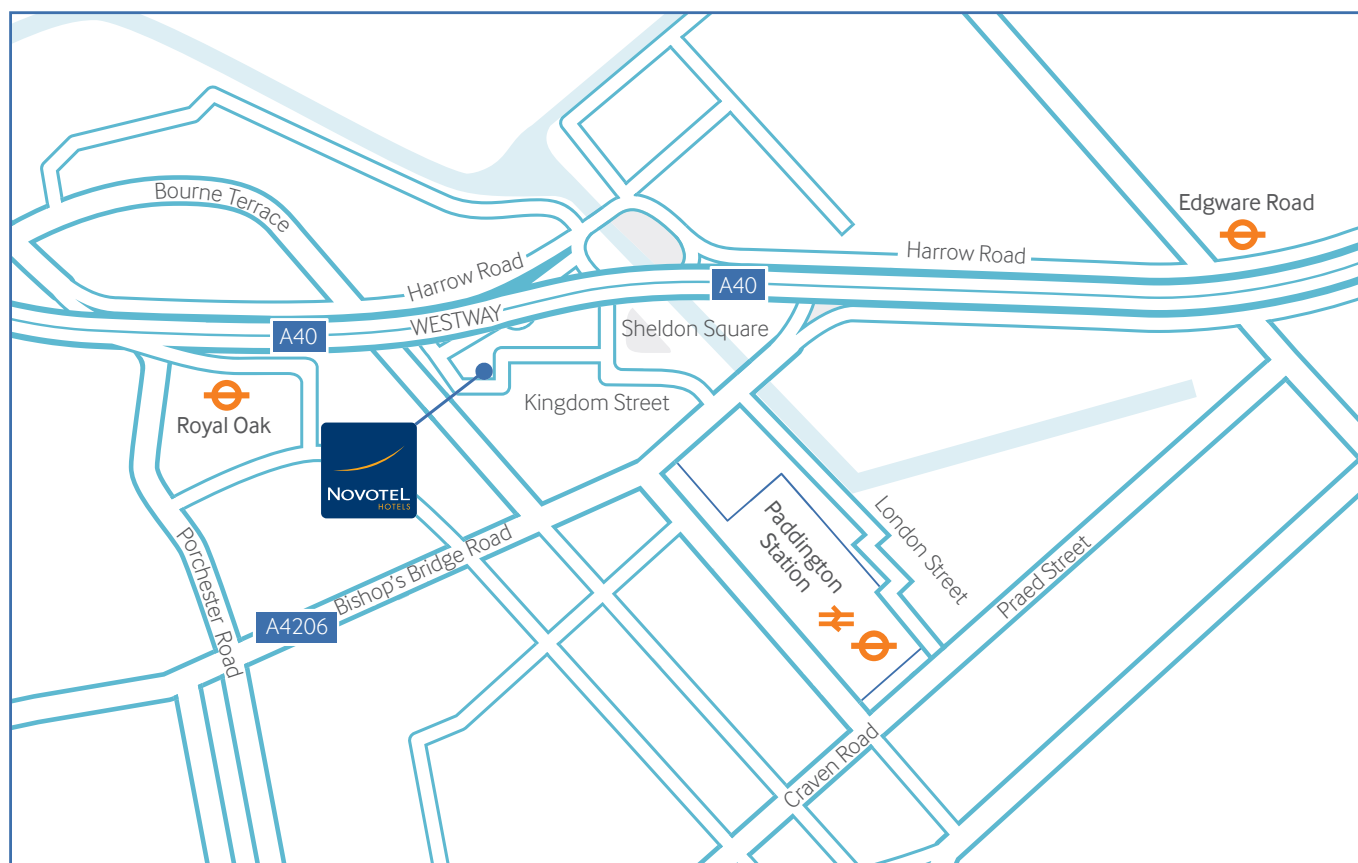 Bourne Terrace
Edgware Road
Harrow Road
Harrow Road
A40
WESTWAY
Sheldon Square
A40
Kingdom Street
Royal Oak
NOVOTEL
HOTELS
London Street
Paddington
Station
Porchester Road
Bishop's Bridge Road
Praed Street
A4206
Craven Road